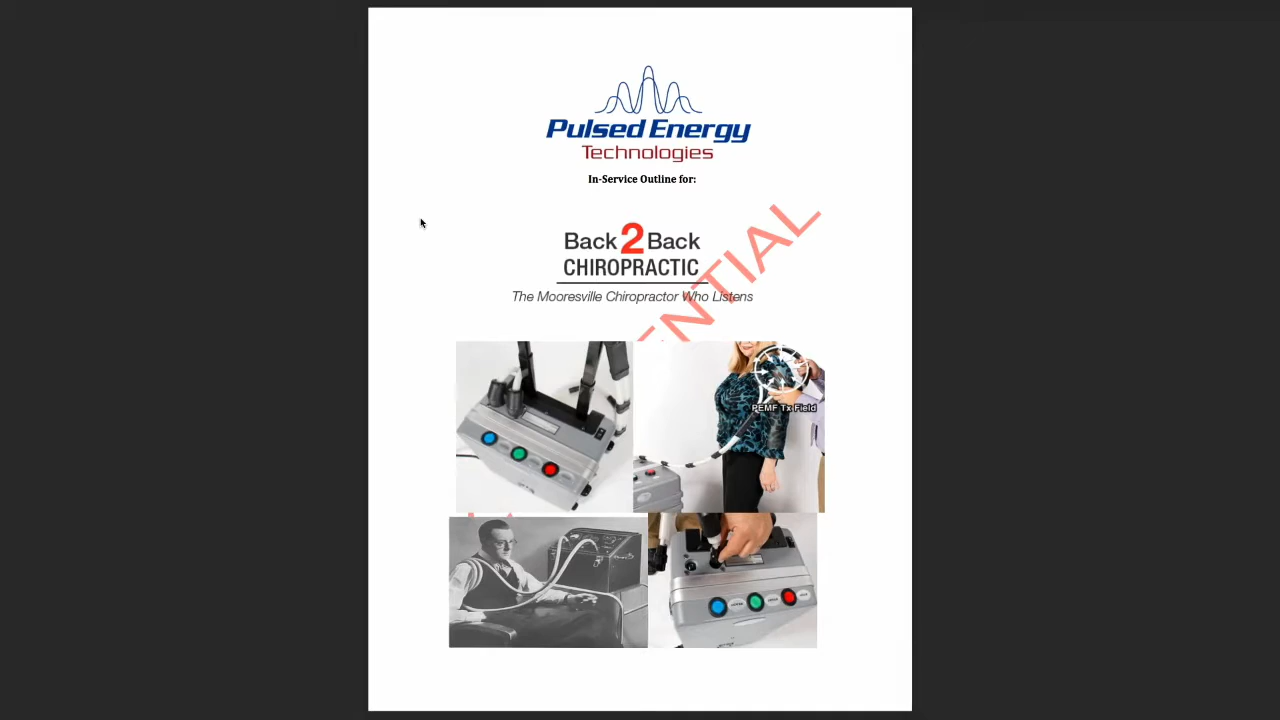 Pulsed Energy
Technologies
In-Service Outline for:
Back 2 Back
CHIROPRACTIC
The Mooresville Chiropractor Who Listens
ENTIAL
PEMF Tx Field